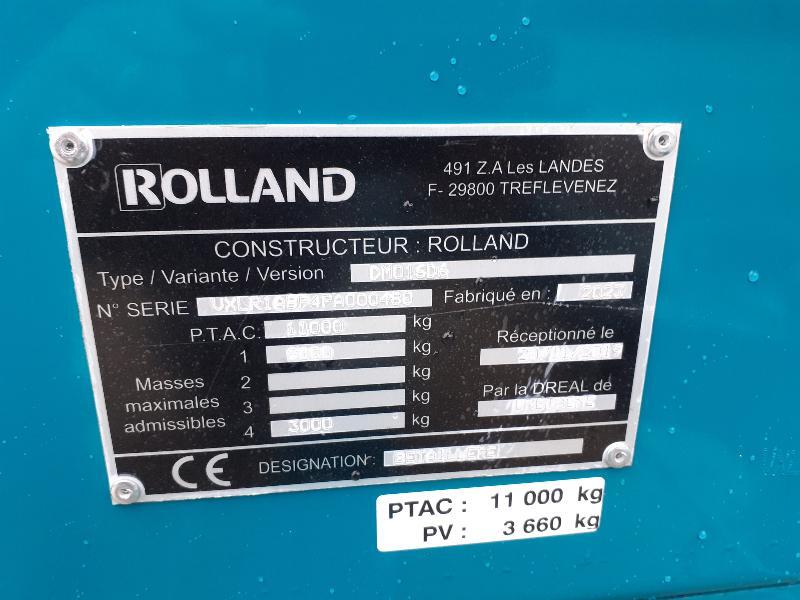 ROLLAND
491 Z.A Les LANDES
F- 29800 TREFLEVENEZ
CONSTRUCTEUR : ROLLAND
Type / Variante / Version
N° SERIE Fabriqué en :
P.T.A.C. 11000 kg
Réceptionné le
Masses maximales admissibles
1 kg
2 kg
3 kg
4 3000 kg
Par la DREAL de
CE DESIGNATION :
PTAC : 11 000 kg
PV : 3 660 kg